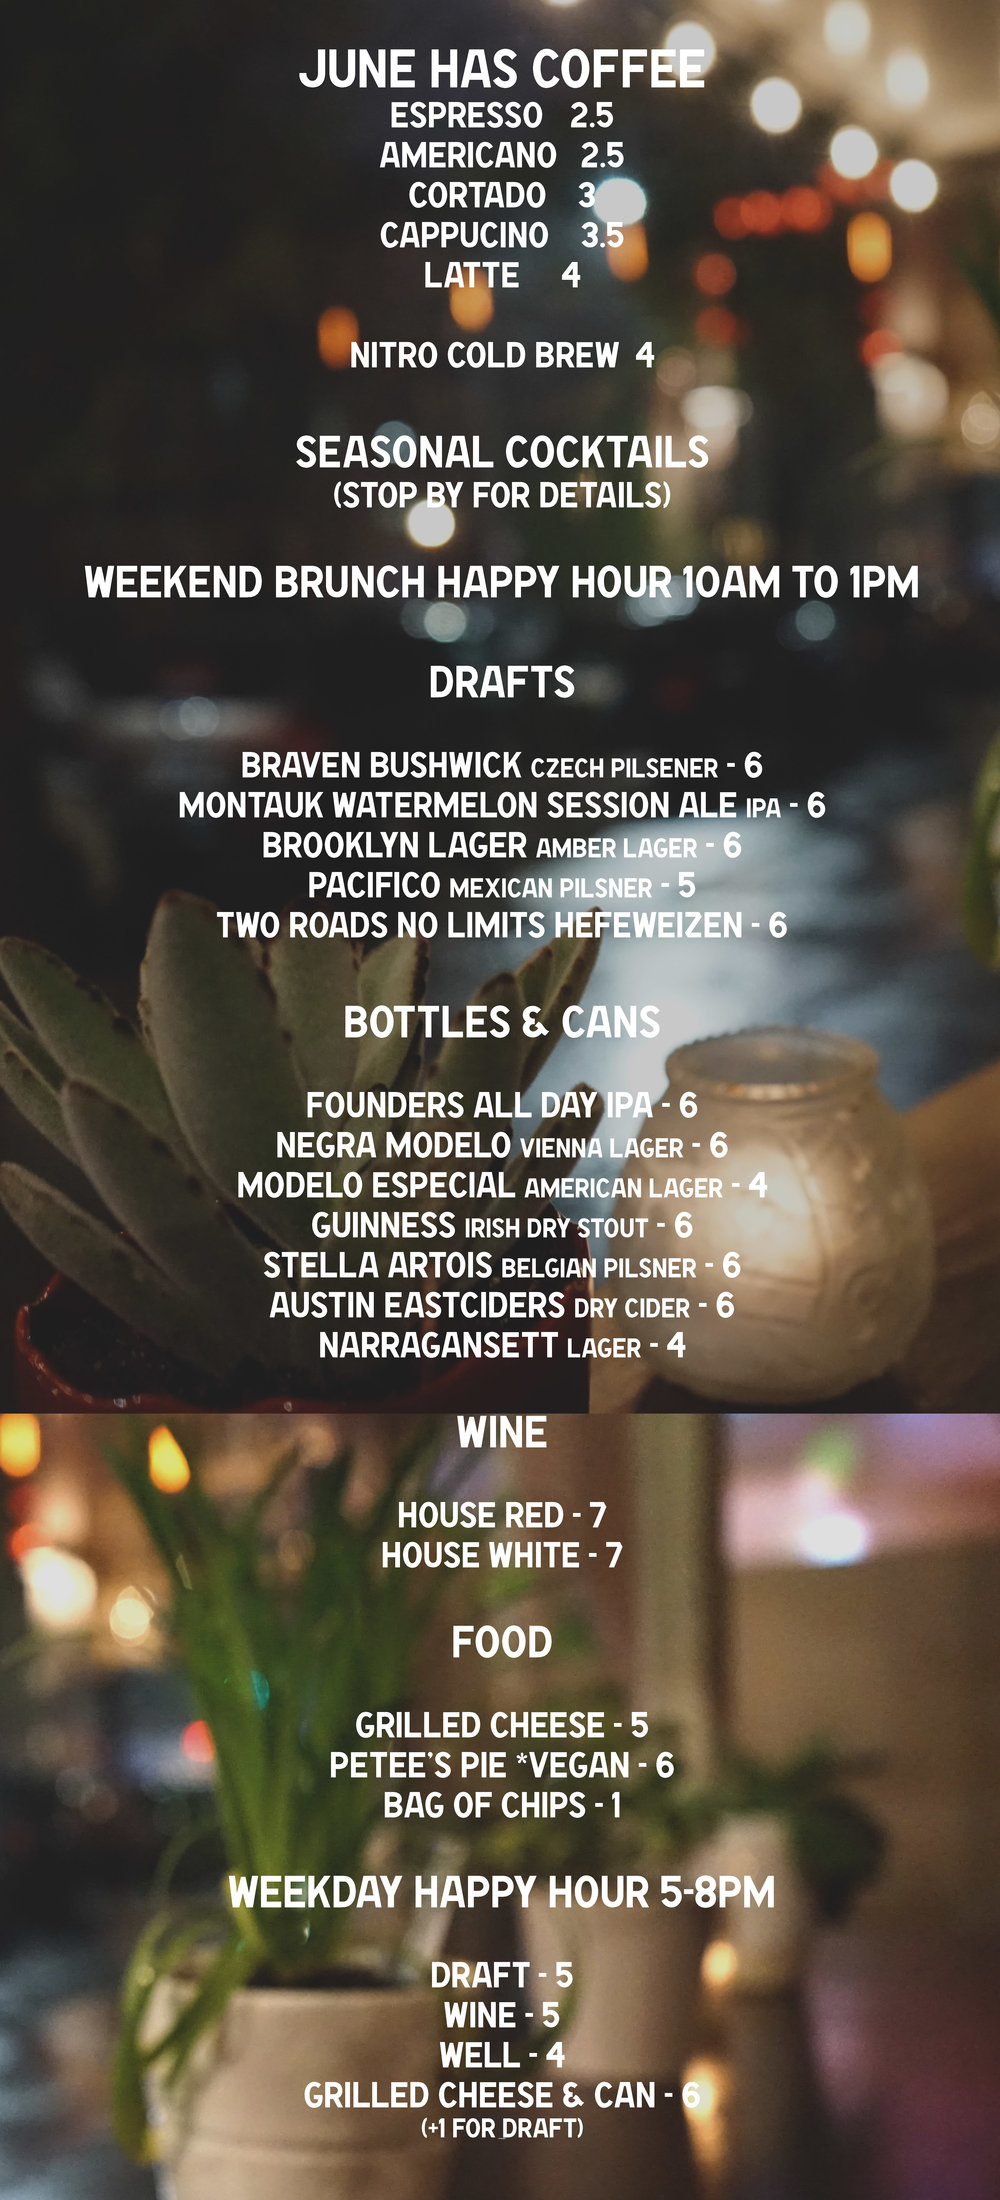 JUNE HAS COFFEE
ESPRESSO 2.5
AMERICANO 2.5
CORTADO 3
CAPPUCINO 3.5
LATTE 4
NITRO COLD BREW 4
SEASONAL COCKTAILS
(STOP BY FOR DETAILS)
WEEKEND BRUNCH HAPPY HOUR 10AM TO 1PM
DRAFTS
BRAVEN BUSHWICK CZECH PILSENER - 6
MONTAUK WATERMELON SESSION ALE IPA - 6
BROOKLYN LAGER AMBER LAGER - 6
PACIFICO MEXICAN PILSNER - 5
TWO ROADS NO LIMITS HEFEWEIZEN - 6
BOTTLES & CANS
FOUNDERS ALL DAY IPA - 6
NEGRA MODELO VIENNA LAGER - 6
MODELO ESPECIAL AMERICAN LAGER - 4
GUINNESS IRISH DRY STOUT - 6
STELLA ARTOIS BELGIAN PILSNER - 6
AUSTIN EASTCIDERS DRY CIDER - 6
NARRAGANSETT LAGER - 4
WINE
HOUSE RED - 7
HOUSE WHITE - 7
FOOD
GRILLED CHEESE - 5
PETEE'S PIE *VEGAN - 6
BAG OF CHIPS - 1
WEEKDAY HAPPY HOUR 5-8PM
DRAFT - 5
WINE - 5
WELL - 4
GRILLED CHEESE & CAN - 6
(+1 FOR DRAFT)